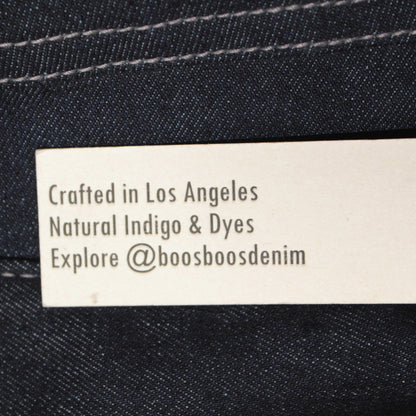 Crafted in Los Angeles
Natural Indigo & Dyes
Explore @boosboosdenim